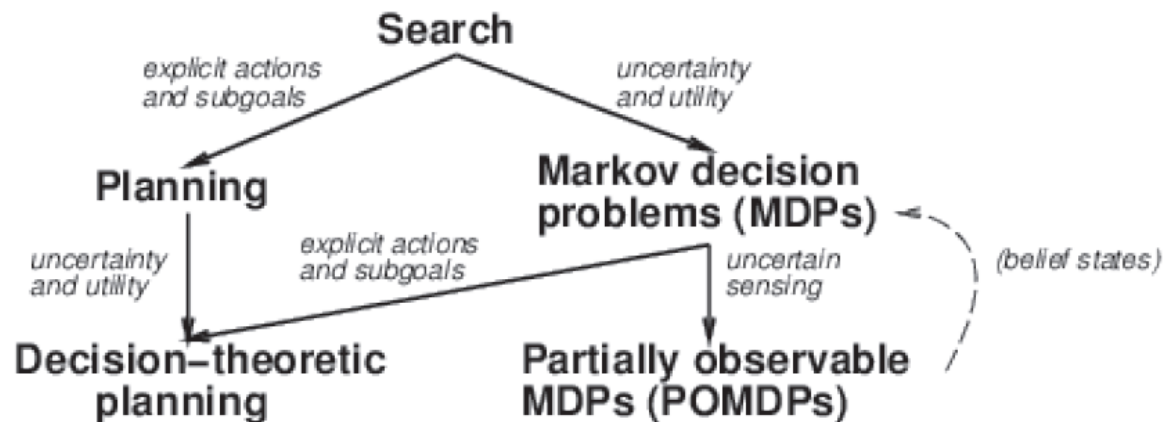 Search
explicit actions
and subgoals
uncertainty
and utility
Planning
Markov decision
problems (MDPs)
uncertainty
and utility
explicit actions
and subgoals
uncertain
sensing
(belief states)
Decision–theoretic
planning
Partially observable
MDPs (POMDPs)